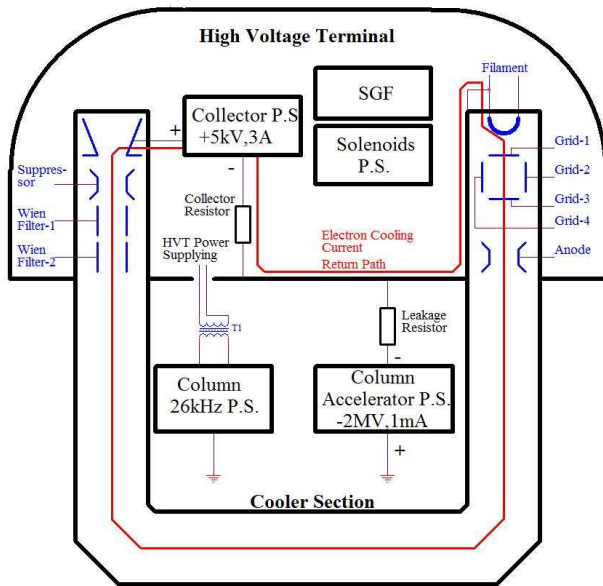 High Voltage Terminal
Filament
SGF
Collector P.S
+5kV,3A
+
-
Solenoids
P.S.
Grid-1
Grid-2
Grid-3
Grid-4
Anode
Suppres-
sor
Wien
Filter-1
Wien
Filter-2
Collector
Resistor
HVT Power
Supplying
Electron Cooling
Current
Return Path
T1
Leakage
Resistor
-
Column
26kHz P.S.
Column
Accelerator P.S.
-2MV,1mA
+
Cooler Section